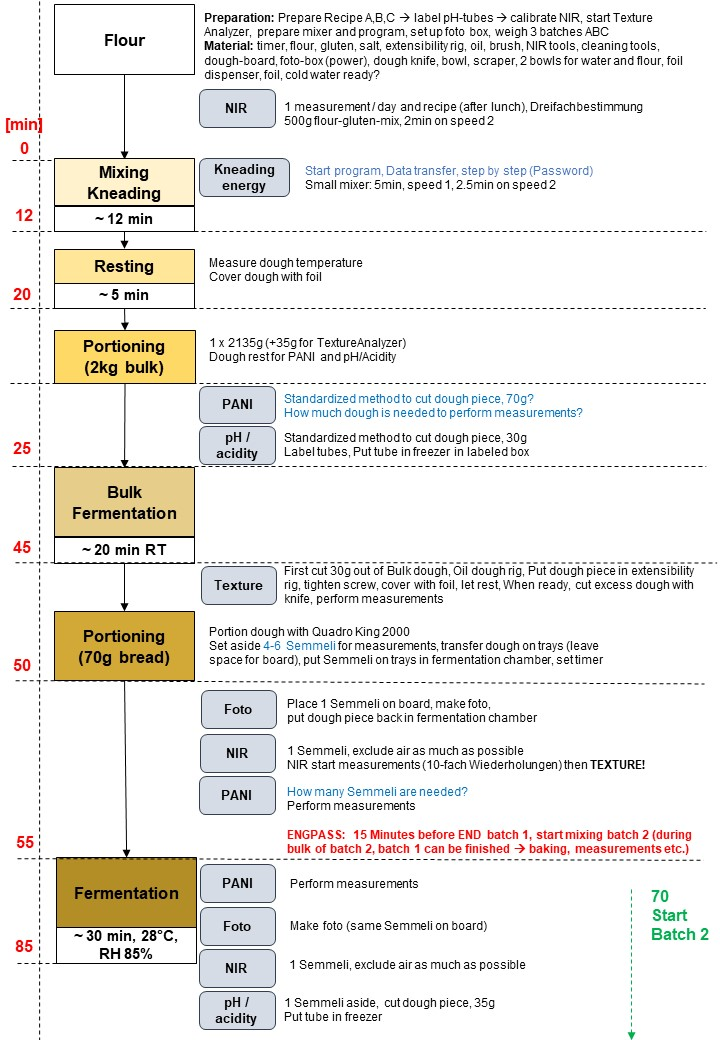 Flour
Preparation: Prepare Recipe A,B,C → label pH-tubes → calibrate NIR, start Texture
Analyzer, prepare mixer and program, set up foto box, weigh 3 batches ABC
Material: timer, flour, gluten, salt, extensibility rig, oil, brush, NIR tools, cleaning tools,
dough-board, foto-box (power), dough knife, bowl, scraper, 2 bowls for water and flour, foil
dispenser, foil, cold water ready?
NIR
1 measurement / day and recipe (after lunch), Dreifachbestimmung
500g flour-gluten-mix, 2min on speed 2
[min]
0
Mixing
Kneading
~ 12 min
Kneading
energy
Start program, Data transfer, step by step (Password)
Small mixer: 5min, speed 1, 2.5min on speed 2
12
Resting
~ 5 min
Measure dough temperature
Cover dough with foil
20
Portioning
(2kg bulk)
1 x 2135g (+35g for TextureAnalyzer)
Dough rest for PANI and pH/Acidity
PANI
Standardized method to cut dough piece, 70g?
How much dough is needed to perform measurements?
pH /
acidity
Standardized method to cut dough piece, 30g
Label tubes, Put tube in freezer in labeled box
25
Bulk
Fermentation
~ 20 min RT
45
Texture
First cut 30g out of Bulk dough, Oil dough rig, Put dough piece in extensibility
rig, tighten screw, cover with foil, let rest, When ready, cut excess dough with
knife, perform measurements
Portioning
(70g bread)
Portion dough with Quadro King 2000
Set aside 4-6 Semmeli for measurements, transfer dough on trays (leave
space for board), put Semmeli on trays in fermentation chamber, set timer
50
Foto
Place 1 Semmeli on board, make foto,
put dough piece back in fermentation chamber
NIR
1 Semmeli, exclude air as much as possible
NIR start measurements (10-fach Wiederholungen) then TEXTURE!
PANI
How many Semmeli are needed?
Perform measurements
ENGPASS: 15 Minutes before END batch 1, start mixing batch 2 (during
bulk of batch 2, batch 1 can be finished → baking, measurements etc.)
55
Fermentation
~ 30 min, 28°C,
RH 85%
85
PANI
Perform measurements
Foto
Make foto (same Semmeli on board)
NIR
1 Semmeli, exclude air as much as possible
pH /
acidity
1 Semmeli aside, cut dough piece, 35g
Put tube in freezer
70
Start
Batch 2